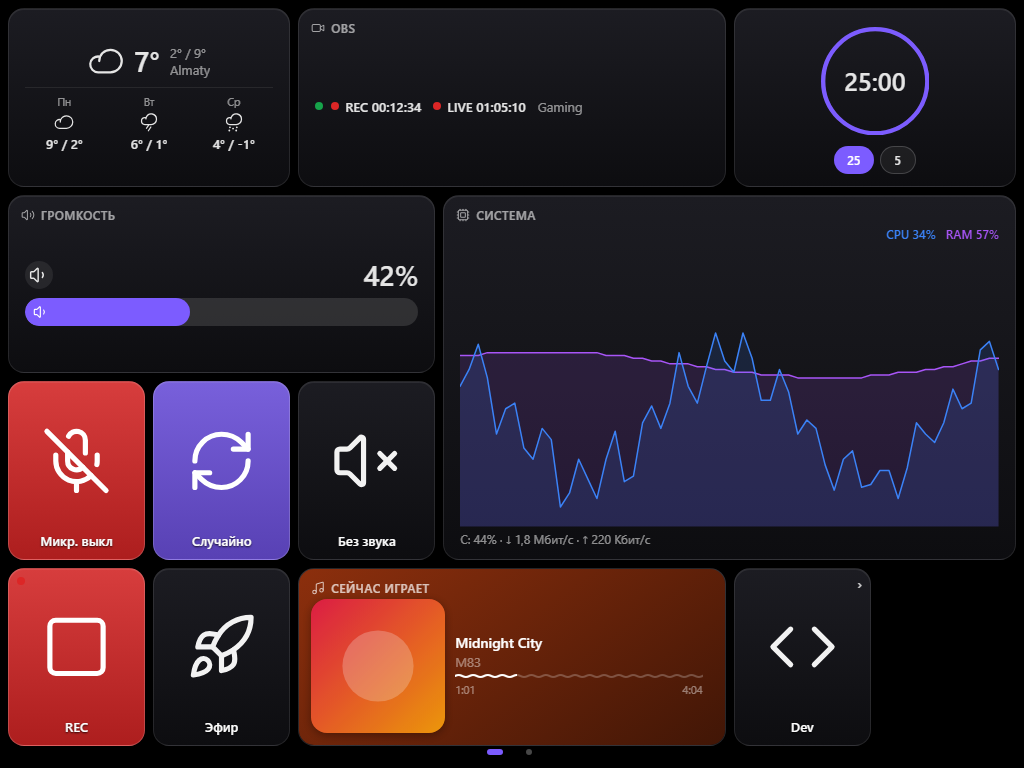 7°
2° / 9°
Almaty
Пн Вт Ср
9° / 2° 6° / 1° 4° / -1°
OBS
REC 00:12:34 LIVE 01:05:10 Gaming
25:00
25 5
ГРОМКОСТЬ
42%
СИСТЕМА
CPU 34% RAM 57%
C: 44% · ↓ 1,8 Мбит/с · ↑ 220 Кбит/с
Микр. выкл
Случайно
Без звука
REC
Эфир
СЕЙЧАС ИГРАЕТ
Midnight City
M83
1:01 4:04
›
Dev